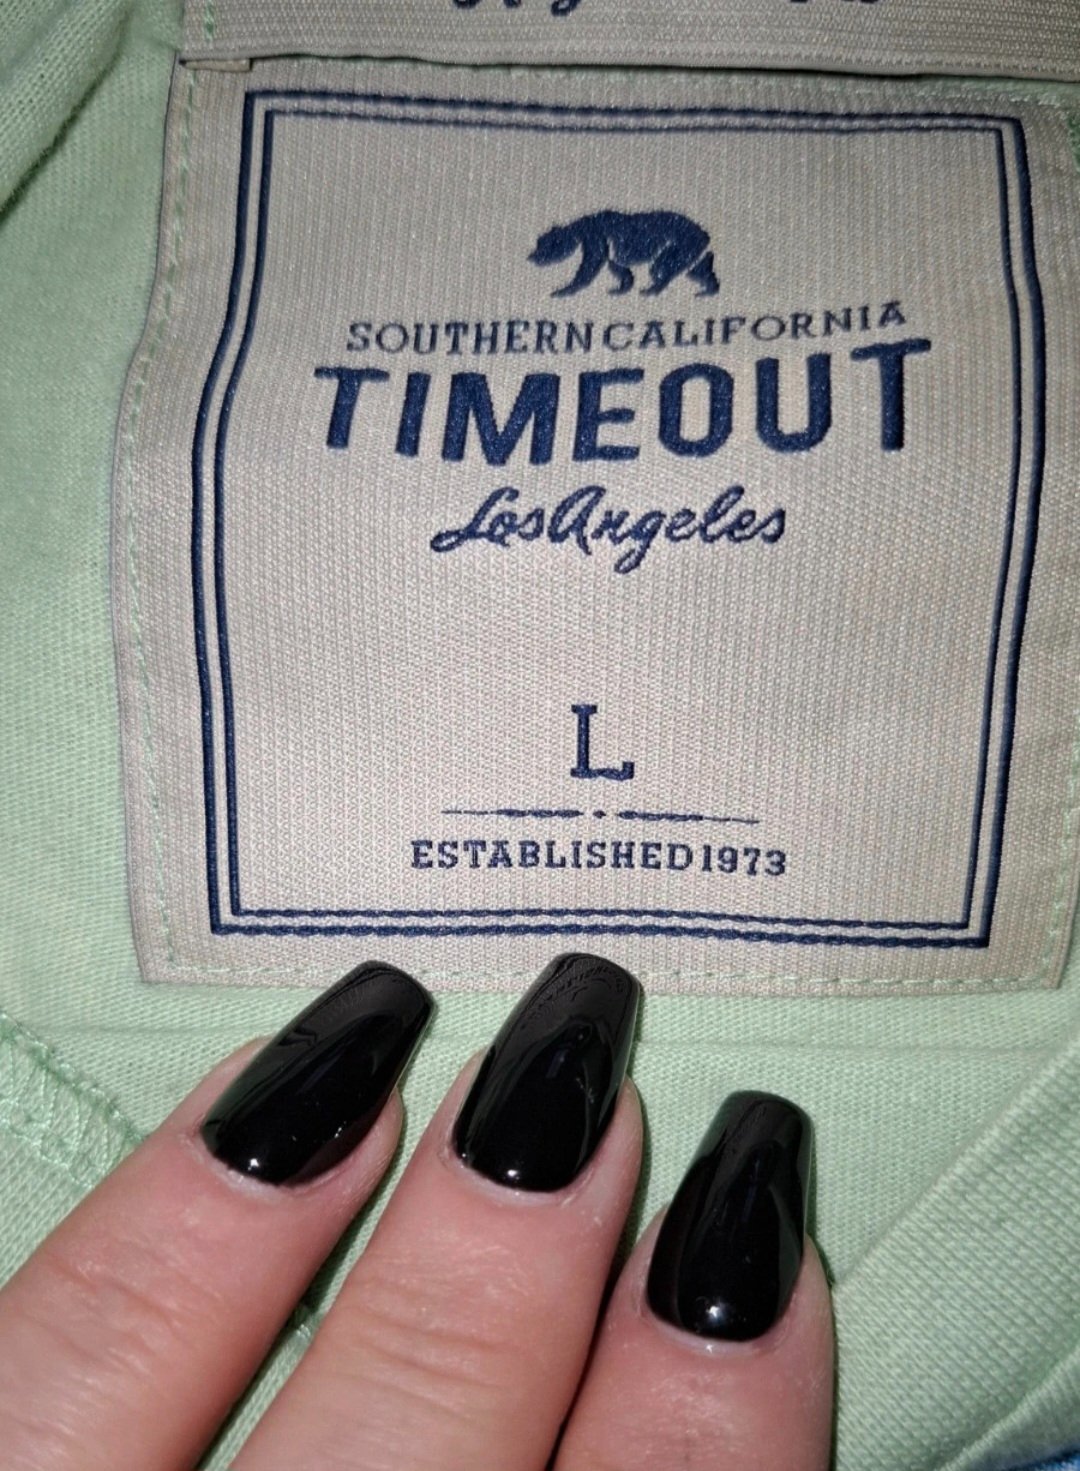 SOUTHERN CALIFORNIA
TIMEOUT
Los Angeles
L
ESTABLISHED 1973